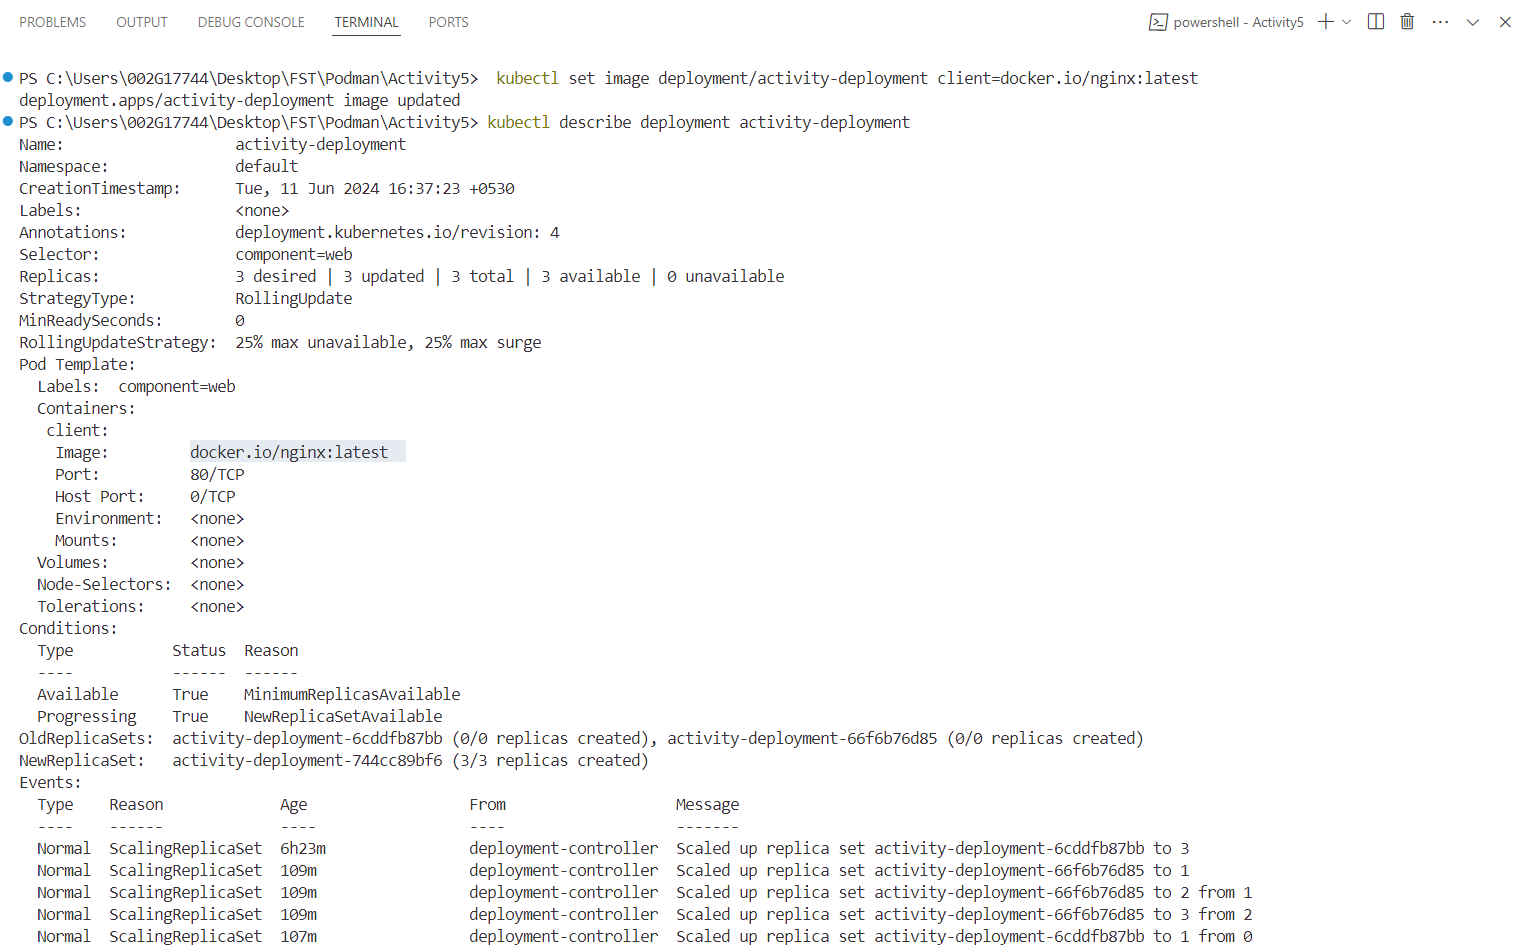 PROBLEMS OUTPUT DEBUG CONSOLE TERMINAL PORTS powershell - Activity5
PS C:\Users\002G17744\Desktop\FST\Podman\Activity5>  kubectl set image deployment/activity-deployment client=docker.io/nginx:latest
deployment.apps/activity-deployment image updated
PS C:\Users\002G17744\Desktop\FST\Podman\Activity5> kubectl describe deployment activity-deployment
Name:                   activity-deployment
Namespace:              default
CreationTimestamp:      Tue, 11 Jun 2024 16:37:23 +0530
Labels:                 <none>
Annotations:            deployment.kubernetes.io/revision: 4
Selector:               component=web
Replicas:               3 desired | 3 updated | 3 total | 3 available | 0 unavailable
StrategyType:           RollingUpdate
MinReadySeconds:        0
RollingUpdateStrategy:  25% max unavailable, 25% max surge
Pod Template:
  Labels:  component=web
  Containers:
   client:
    Image:         docker.io/nginx:latest
    Port:          80/TCP
    Host Port:     0/TCP
    Environment:   <none>
    Mounts:        <none>
  Volumes:         <none>
  Node-Selectors:  <none>
  Tolerations:     <none>
Conditions:
  Type           Status  Reason
  ----           ------  ------
  Available      True    MinimumReplicasAvailable
  Progressing    True    NewReplicaSetAvailable
OldReplicaSets:  activity-deployment-6cddfb87bb (0/0 replicas created), activity-deployment-66f6b76d85 (0/0 replicas created)
NewReplicaSet:   activity-deployment-744cc89bf6 (3/3 replicas created)
Events:
  Type    Reason             Age                  From                   Message
  ----    ------             ----                 ----                   -------
  Normal  ScalingReplicaSet  6h23m                deployment-controller  Scaled up replica set activity-deployment-6cddfb87bb to 3
  Normal  ScalingReplicaSet  109m                 deployment-controller  Scaled up replica set activity-deployment-66f6b76d85 to 1
  Normal  ScalingReplicaSet  109m                 deployment-controller  Scaled up replica set activity-deployment-66f6b76d85 to 2 from 1
  Normal  ScalingReplicaSet  109m                 deployment-controller  Scaled up replica set activity-deployment-66f6b76d85 to 3 from 2
  Normal  ScalingReplicaSet  107m                 deployment-controller  Scaled up replica set activity-deployment-6cddfb87bb to 1 from 0